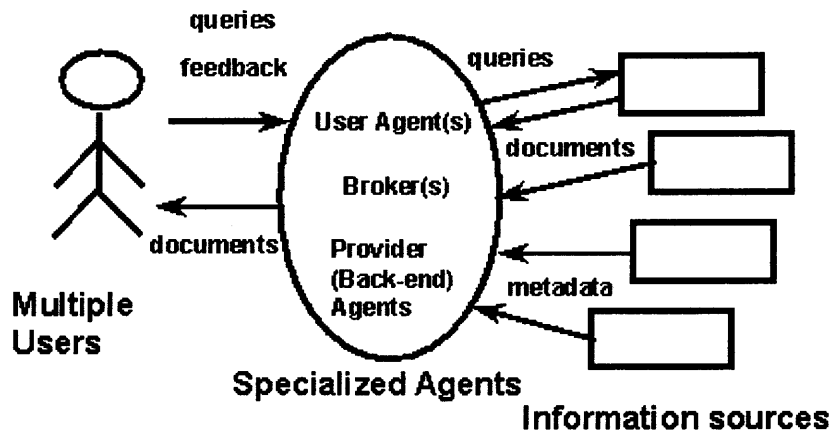 queries
feedback
documents
Multiple
Users
User Agent(s)
Broker(s)
Provider
(Back-end)
Agents
Specialized Agents
queries
documents
metadata
Information sources